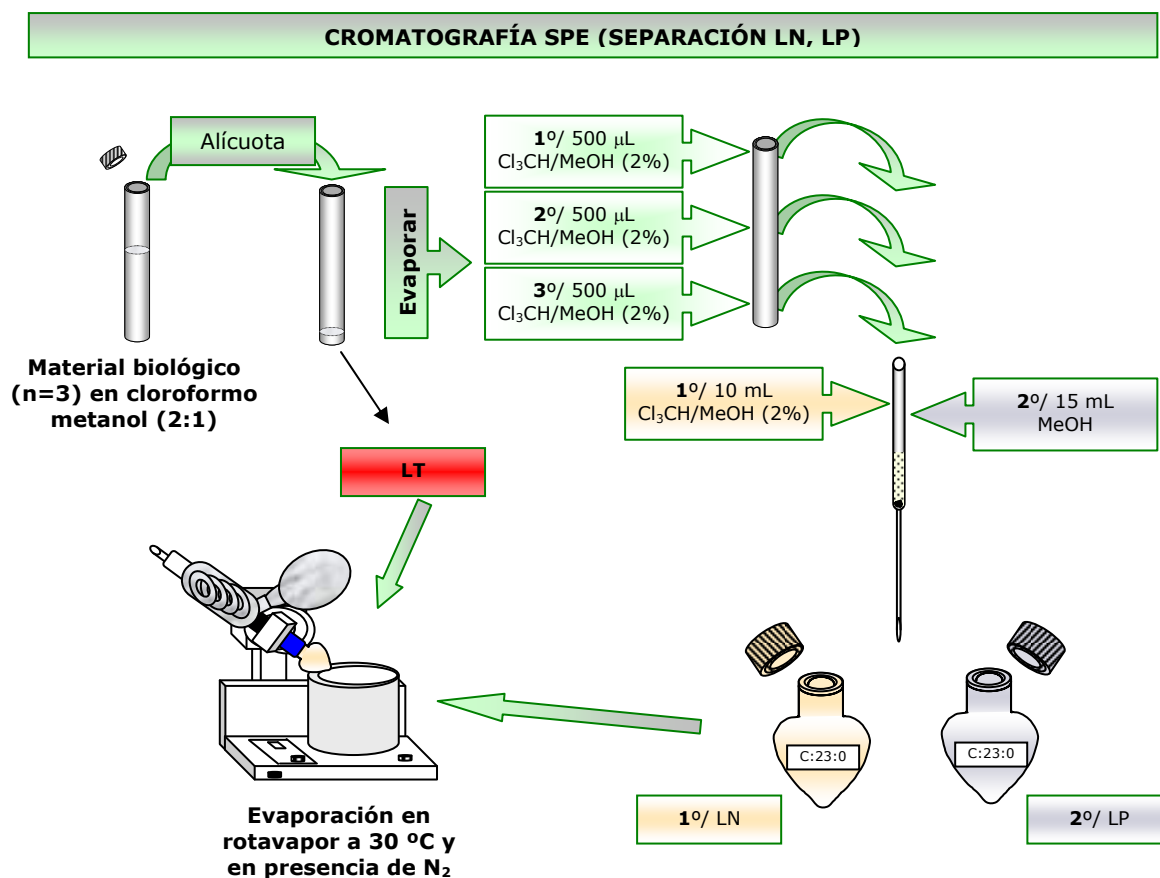 CROMATOGRAFÍA SPE (SEPARACIÓN LN, LP)
Alícuota
Evaporar
1º/ 500 μL
Cl₃CH/MeOH (2%)
2º/ 500 μL
Cl₃CH/MeOH (2%)
3º/ 500 μL
Cl₃CH/MeOH (2%)
Material biológico
(n=3) en cloroformo
metanol (2:1)
1º/ 10 mL
Cl₃CH/MeOH (2%)
2º/ 15 mL
MeOH
LT
C:23:0
C:23:0
1º/ LN
2º/ LP
Evaporación en
rotavapor a 30 ºC y
en presencia de N₂